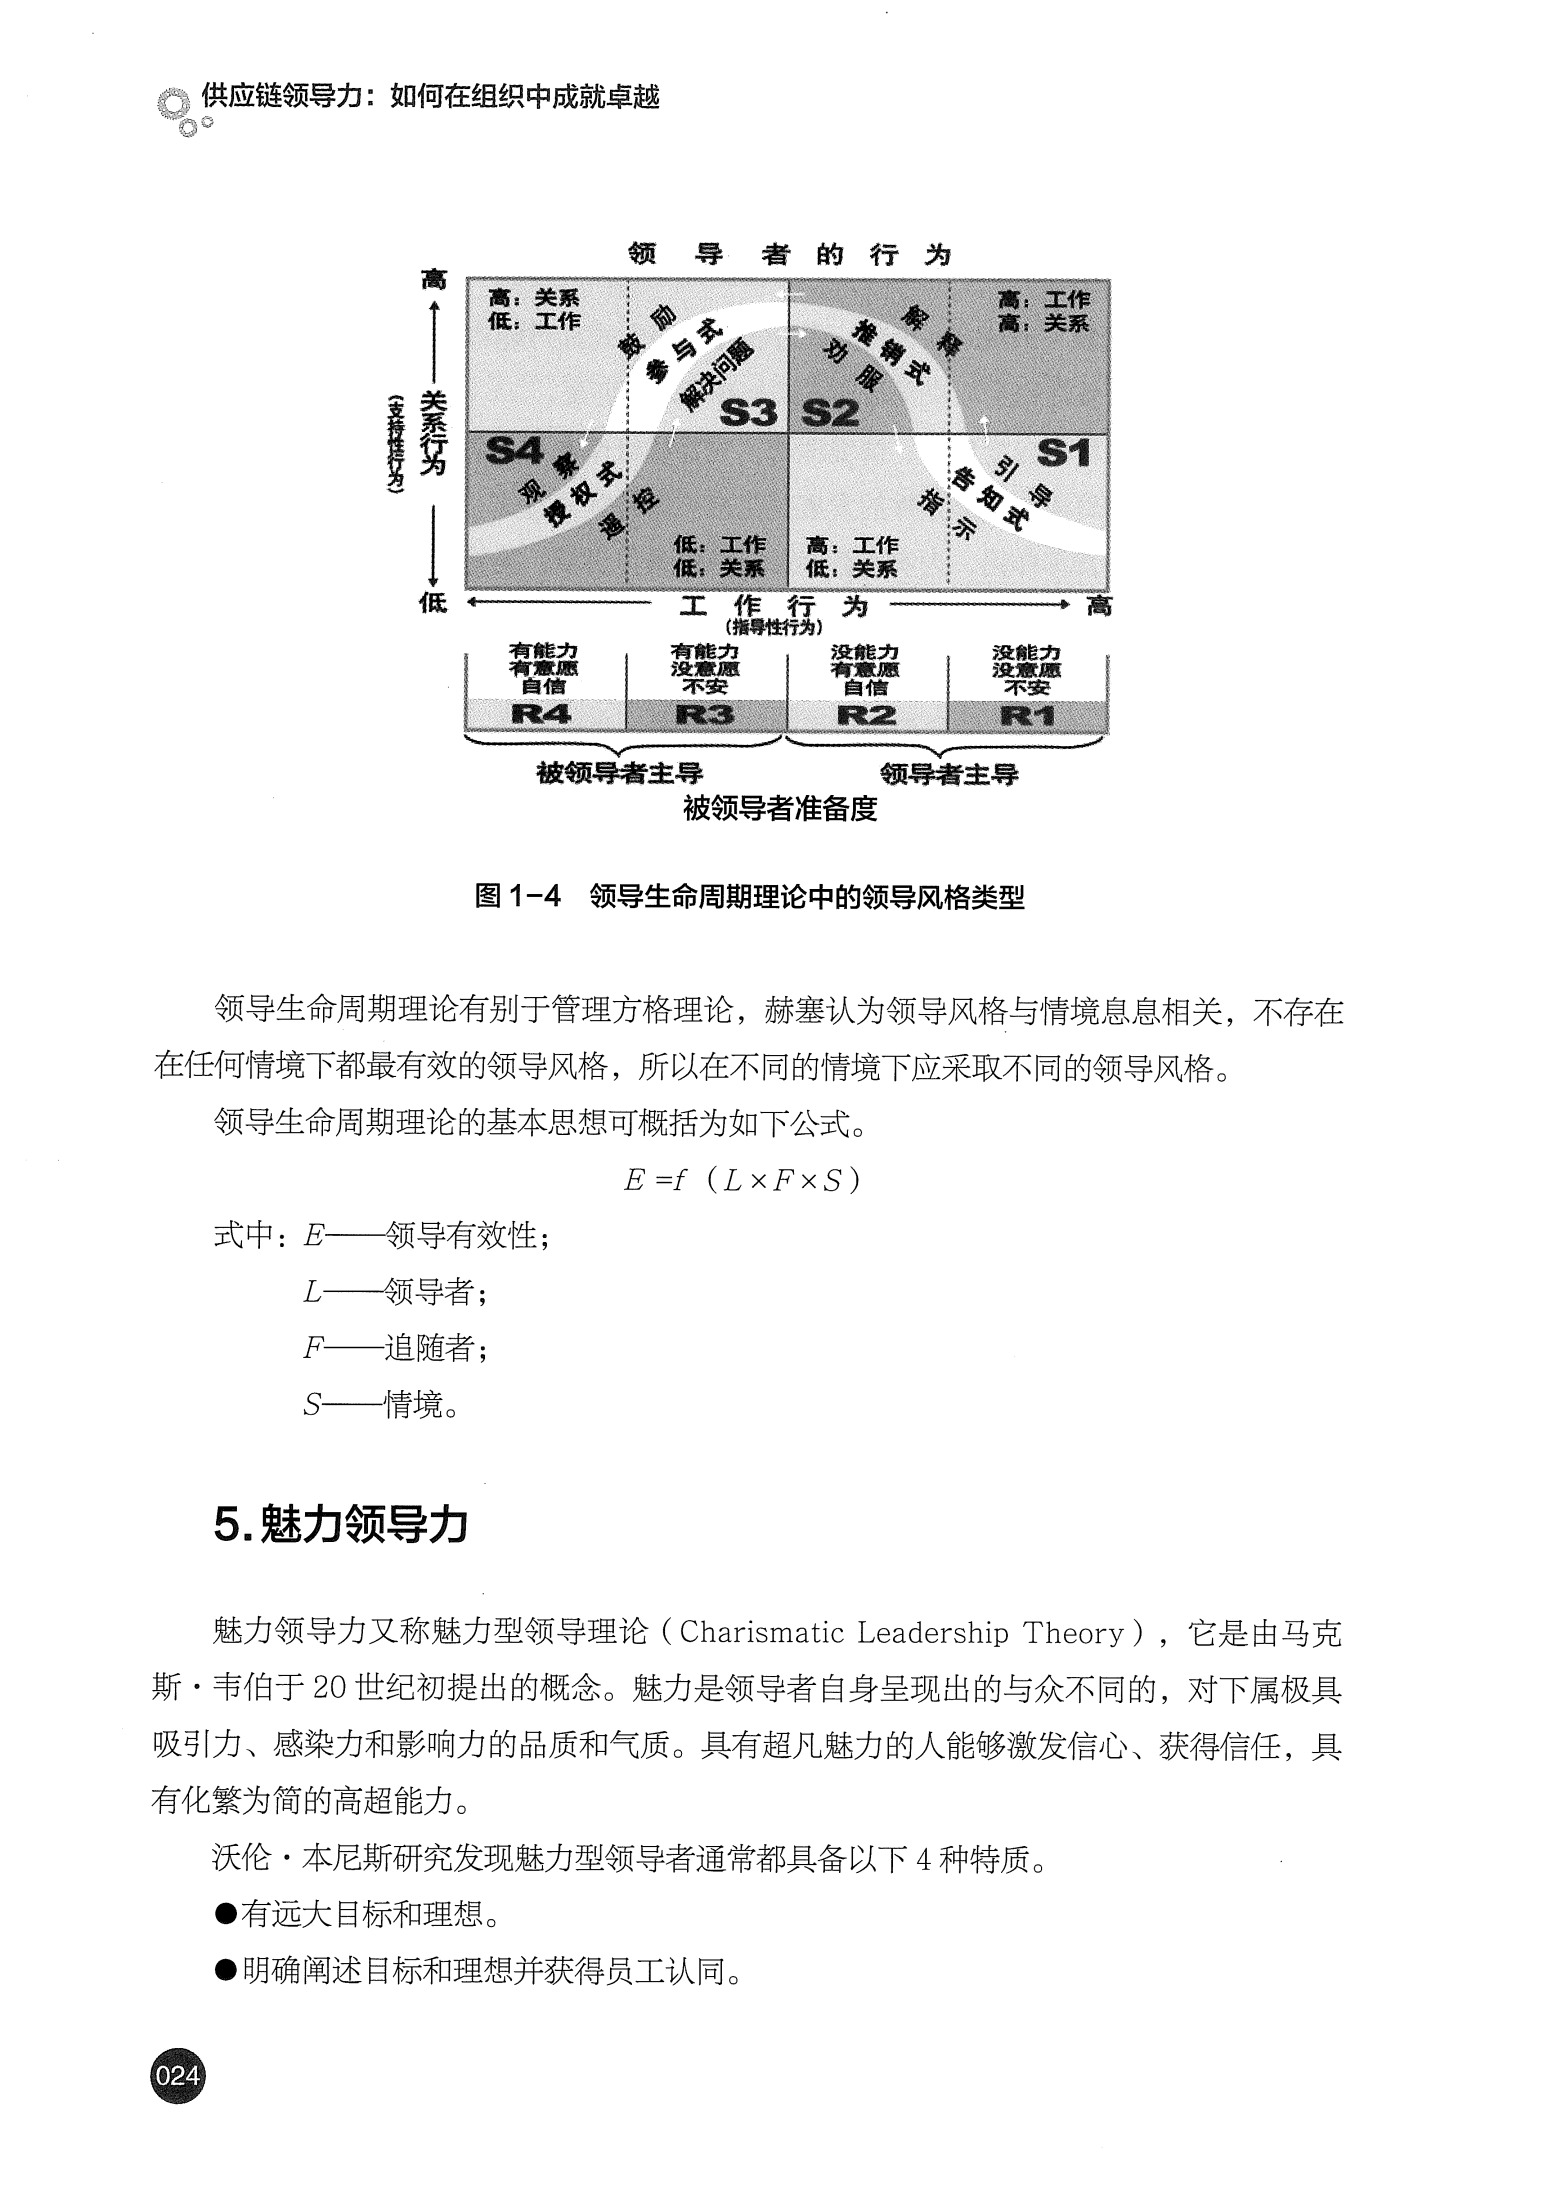 供应链领导力：如何在组织中成就卓越
领导者的行为
高
关系行为
（支持性行为）
低
高：关系
低：工作
鼓励
参与式
解决问题
S3
S2
劝服
推销式
解释
高：工作
高：关系
S4
观察
授权式
遥控
低：工作
低：关系
高：工作
低：关系
指示
告知式
引导
S1
工作行为
高
（指导性行为）
有能力
有意愿
自信
R4
有能力
没意愿
不安
R3
没能力
有意愿
自信
R2
没能力
没意愿
不安
R1
被领导者主导
领导者主导
被领导者准备度
图1-4 领导生命周期理论中的领导风格类型
领导生命周期理论有别于管理方格理论，赫塞认为领导风格与情境息息相关，不存在
在任何情境下都最有效的领导风格，所以在不同的情境下应采取不同的领导风格。
领导生命周期理论的基本思想可概括为如下公式。
E=f（L×F×S）
式中：E——领导有效性；
L——领导者；
F——追随者；
S——情境。
5.魅力领导力
魅力领导力又称魅力型领导理论（Charismatic Leadership Theory），它是由马克
斯·韦伯于20世纪初提出的概念。魅力是领导者自身呈现出的与众不同的，对下属极具
吸引力、感染力和影响力的品质和气质。具有超凡魅力的人能够激发信心、获得信任，具
有化繁为简的高超能力。
沃伦·本尼斯研究发现魅力型领导者通常都具备以下4种特质。
●有远大目标和理想。
●明确阐述目标和理想并获得员工认同。
024